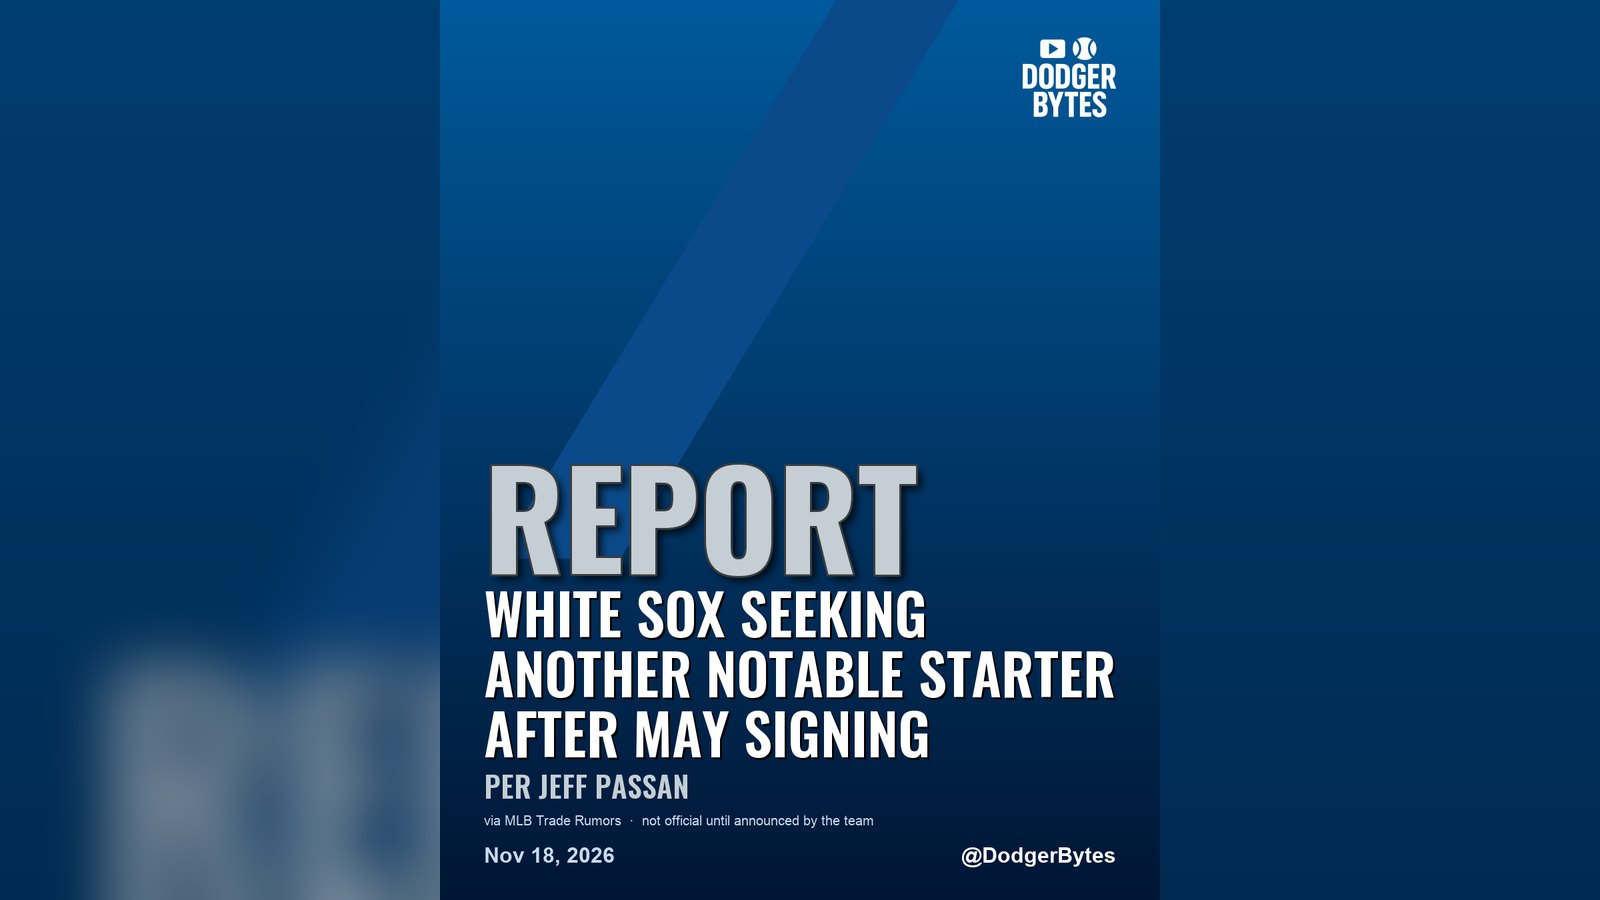 DODGER
BYTES
REPORT
WHITE SOX SEEKING
ANOTHER NOTABLE STARTER
AFTER MAY SIGNING
PER JEFF PASSAN
via MLB Trade Rumors · not official until announced by the team
Nov 18, 2026
@DodgerBytes